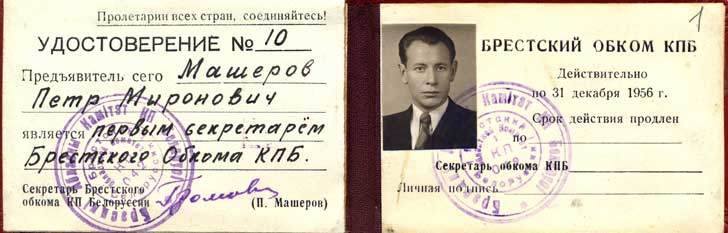 Пролетарии всех стран, соединяйтесь!
УДОСТОВЕРЕНИЕ № 10
Предъявитель сего Машеров
Петр Миронович
является первым секретарём
Брестского Обкома КПБ.
Секретарь Брестского
обкома КП Белоруссии
(П. Машеров)
1
БРЕСТСКИЙ ОБКОМ КПБ
Действительно
по 31 декабря 1956 г.
Срок действия продлен
по
Секретарь обкома КПБ
Личная подпись